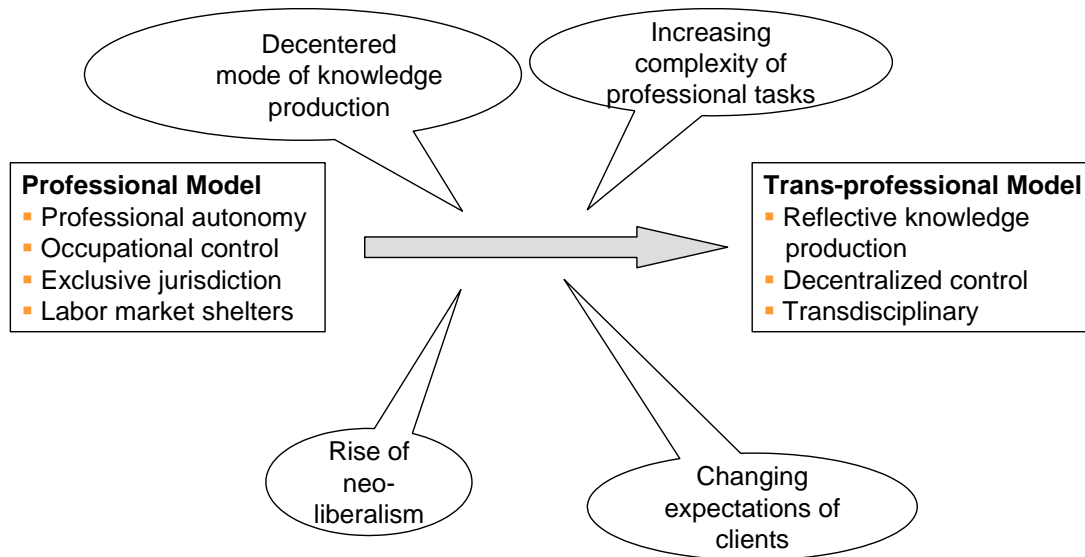 Decentered
mode of knowledge
production
Increasing
complexity of
professional tasks
Professional Model
▪ Professional autonomy
▪ Occupational control
▪ Exclusive jurisdiction
▪ Labor market shelters
Trans-professional Model
▪ Reflective knowledge
production
▪ Decentralized control
▪ Transdisciplinary
Rise of
neo-
liberalism
Changing
expectations of
clients